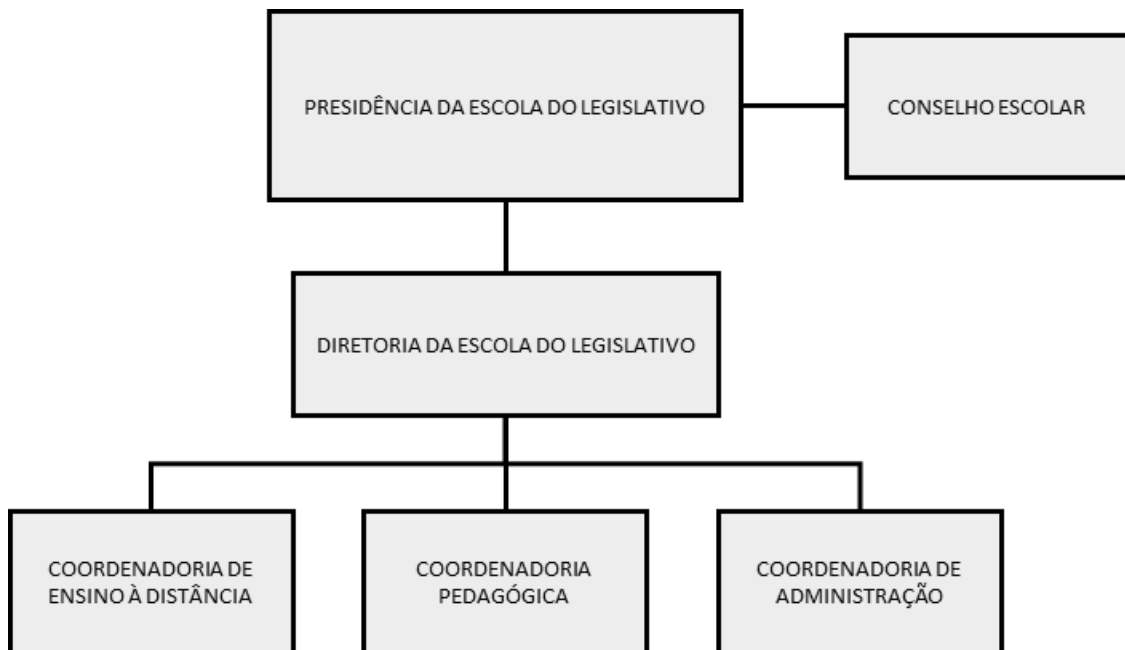 PRESIDÊNCIA DA ESCOLA DO LEGISLATIVO
CONSELHO ESCOLAR
DIRETORIA DA ESCOLA DO LEGISLATIVO
COORDENADORIA DE
ENSINO À DISTÂNCIA
COORDENADORIA
PEDAGÓGICA
COORDENADORIA DE
ADMINISTRAÇÃO